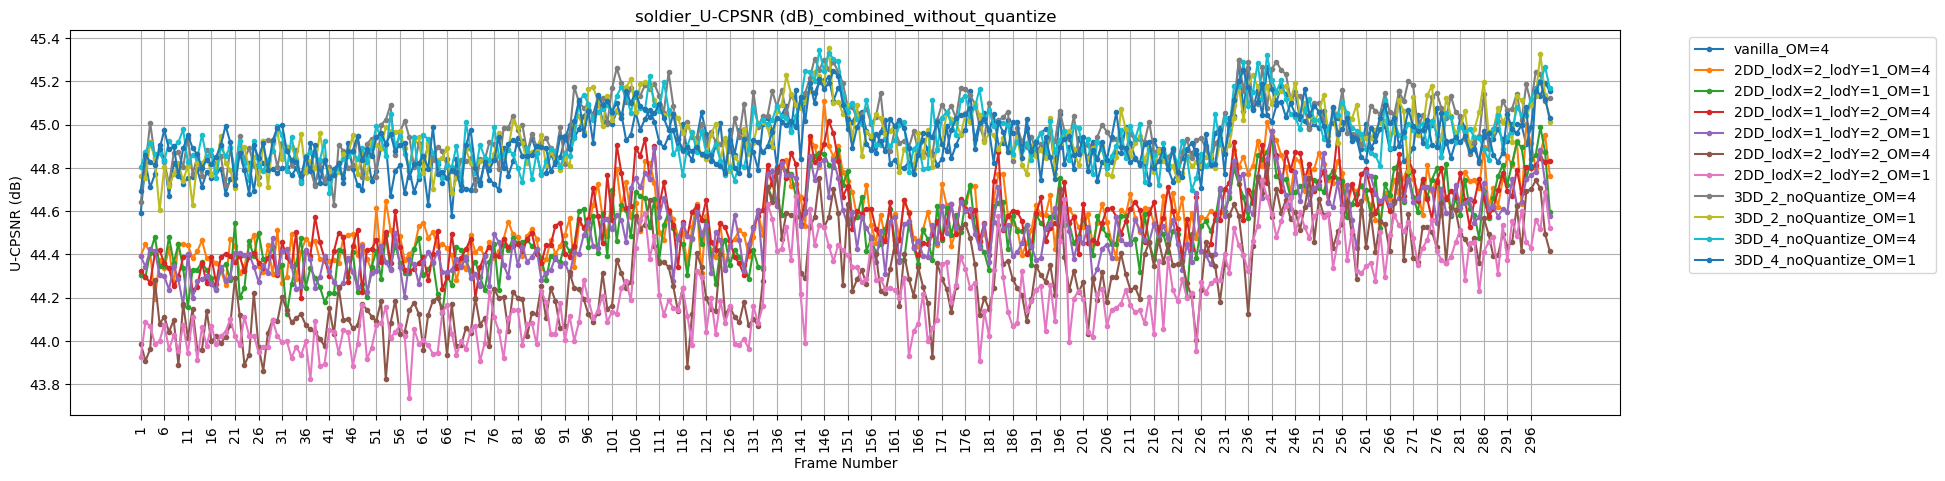 soldier_U-CPSNR (dB)_combined_without_quantize
U-CPSNR (dB)
45.4
45.2
45.0
44.8
44.6
44.4
44.2
44.0
43.8
1 6 11 16 21 26 31 36 41 46 51 56 61 66 71 76 81 86 91 96 101 106 111 116 121 126 131 136 141 146 151 156 161 166 171 176 181 186 191 196 201 206 211 216 221 226 231 236 241 246 251 256 261 266 271 276 281 286 291 296
Frame Number
vanilla_OM=4
2DD_lodX=2_lodY=1_OM=4
2DD_lodX=2_lodY=1_OM=1
2DD_lodX=1_lodY=2_OM=4
2DD_lodX=1_lodY=2_OM=1
2DD_lodX=2_lodY=2_OM=4
2DD_lodX=2_lodY=2_OM=1
3DD_2_noQuantize_OM=4
3DD_2_noQuantize_OM=1
3DD_4_noQuantize_OM=4
3DD_4_noQuantize_OM=1